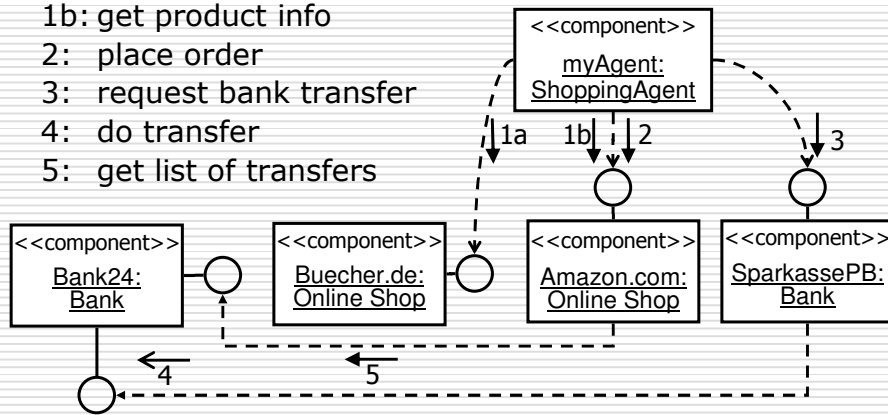 1b: get product info
2: place order
3: request bank transfer
4: do transfer
5: get list of transfers
<<component>>
myAgent:
ShoppingAgent
1a
1b
2
3
<<component>>
Bank24:
Bank
<<component>>
Buecher.de:
Online Shop
<<component>>
Amazon.com:
Online Shop
<<component>>
SparkassePB:
Bank
4
5